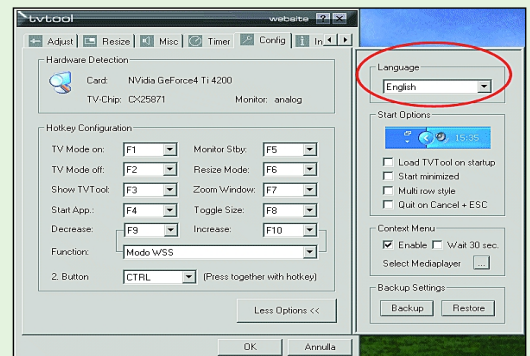 tvtool website
Adjust Resize Misc Timer Config In
Hardware Detection
Card: NVidia GeForce4 Ti 4200
TV-Chip: CX25871 Monitor: analog
Hotkey Configuration
TV Mode on: F1 Monitor Stby: F5
TV Mode off: F2 Resize Mode: F6
Show TVTool: F3 Zoom Window: F7
Start App.: F4 Toggle Size: F8
Decrease: F9 Increase: F10
Function: Modo WSS
2. Button CTRL (Press together with hotkey)
Less Options <<
OK Annulla
Language
English
Start Options
15:35
Load TVTool on startup
Start minimized
Multi row style
Quit on Cancel + ESC
Context Menu
Enable Wait 30 sec.
Select Mediaplayer ...
Backup Settings
Backup Restore